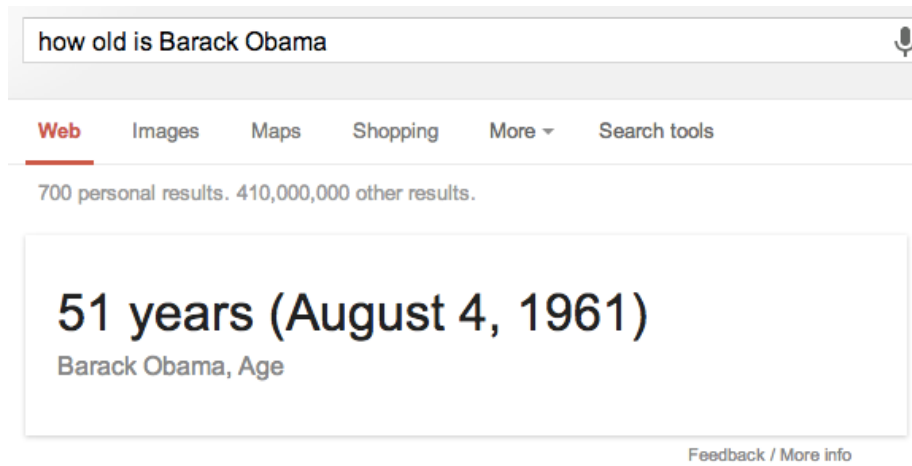 how old is Barack Obama
Web Images Maps Shopping More Search tools
700 personal results. 410,000,000 other results.
51 years (August 4, 1961)
Barack Obama, Age
Feedback / More info